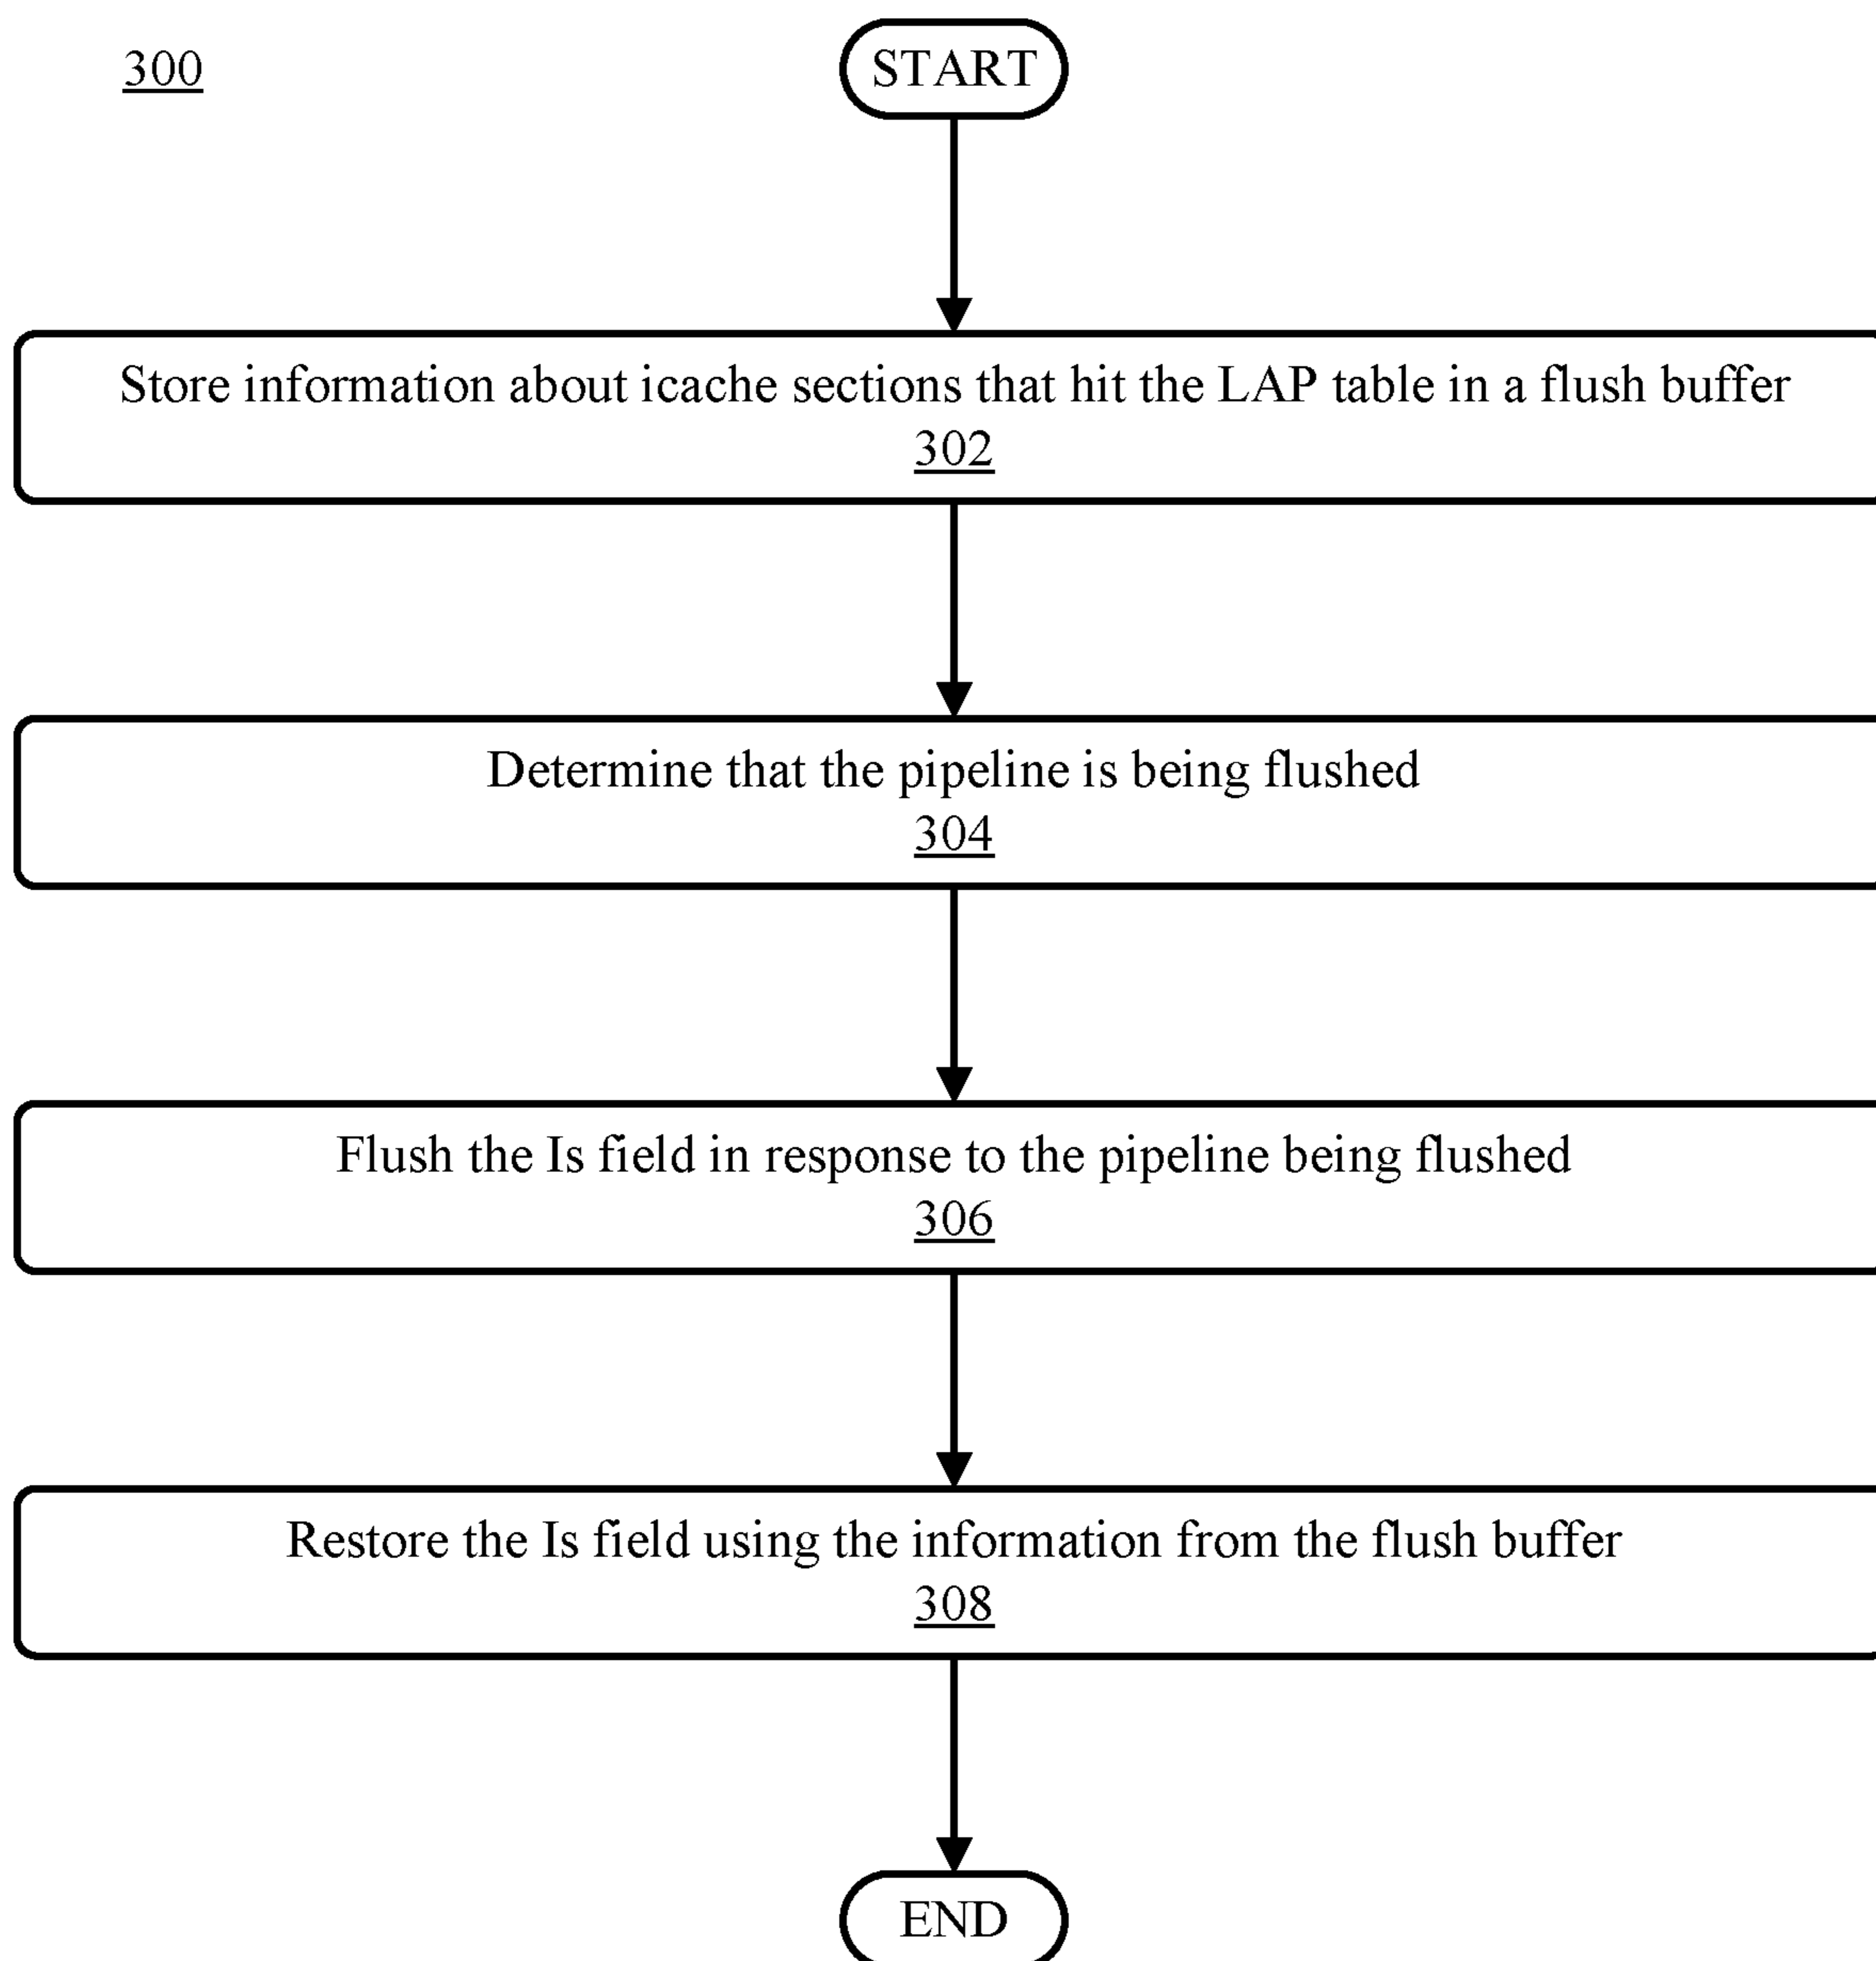 300
START
Store information about icache sections that hit the LAP table in a flush buffer
302
Determine that the pipeline is being flushed
304
Flush the Is field in response to the pipeline being flushed
306
Restore the Is field using the information from the flush buffer
308
END